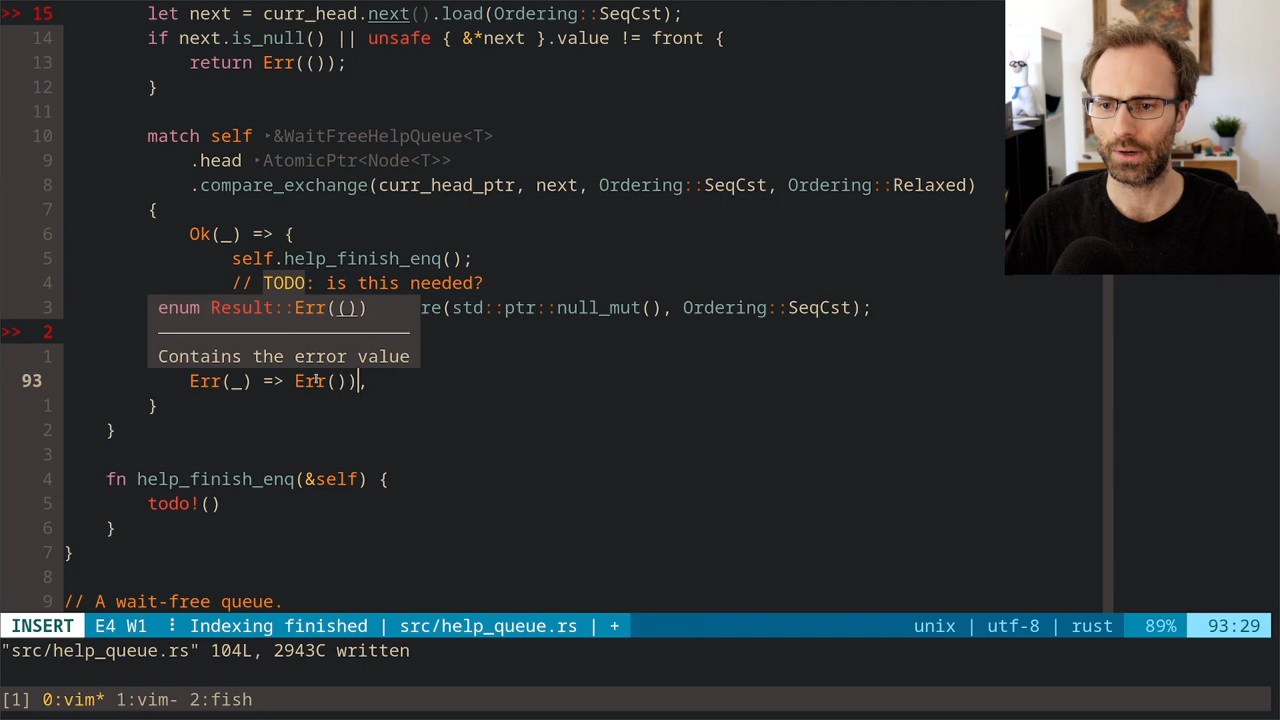 >> 15 let next = curr_head.next().load(Ordering::SeqCst);
14 if next.is_null() || unsafe { &*next }.value != front {
13 return Err(());
12 }
11
10 match self ‣&WaitFreeHelpQueue<T>
9 .head ‣AtomicPtr<Node<T>>
8 .compare_exchange(curr_head_ptr, next, Ordering::SeqCst, Ordering::Relaxed)
7 {
6 Ok(_) => {
5 self.help_finish_enq();
4 // TODO: is this needed?
3 enum Result::Err(()) re(std::ptr::null_mut(), Ordering::SeqCst);
>> 2
1 Contains the error value
93 Err(_) => Err()),
1 }
2 }
3
4 fn help_finish_enq(&self) {
5 todo!()
6 }
7 }
8
9 // A wait-free queue.
INSERT E4 W1 ⠇ Indexing finished | src/help_queue.rs | + unix | utf-8 | rust 89% 93:29
"src/help_queue.rs" 104L, 2943C written
[1] 0:vim* 1:vim- 2:fish